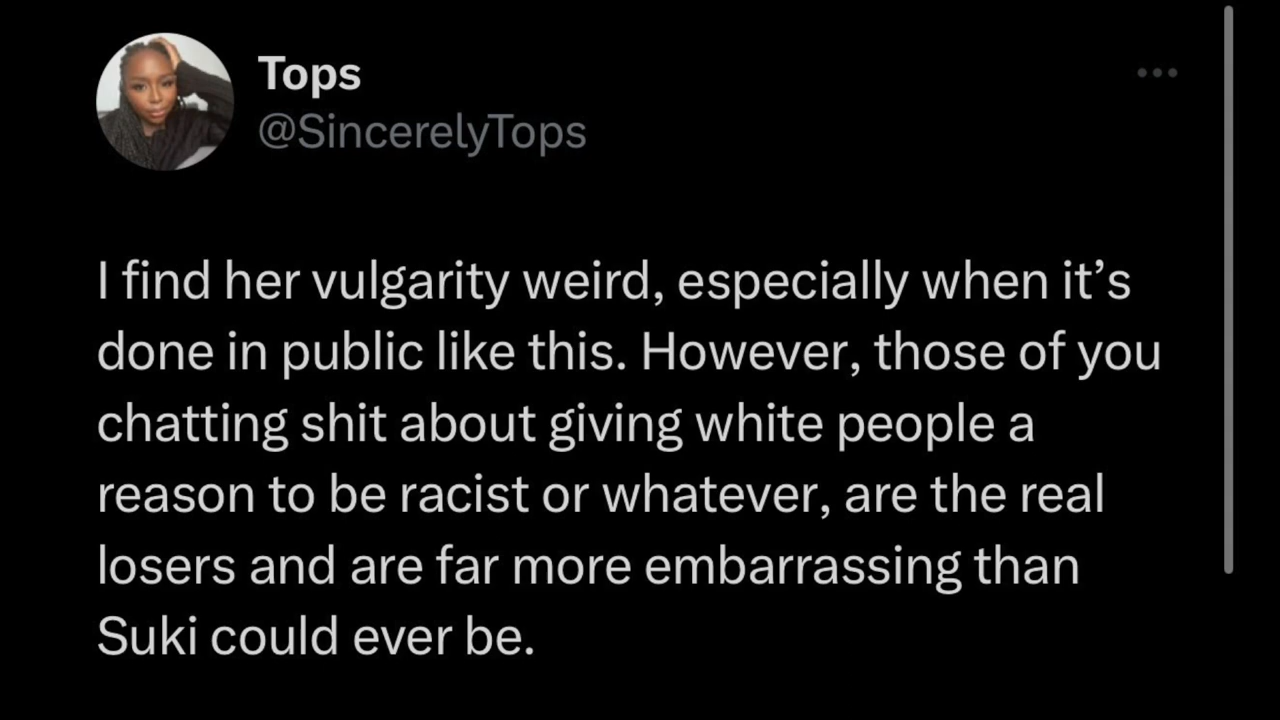 Tops
@SincerelyTops
I find her vulgarity weird, especially when it’s
done in public like this. However, those of you
chatting shit about giving white people a
reason to be racist or whatever, are the real
losers and are far more embarrassing than
Suki could ever be.